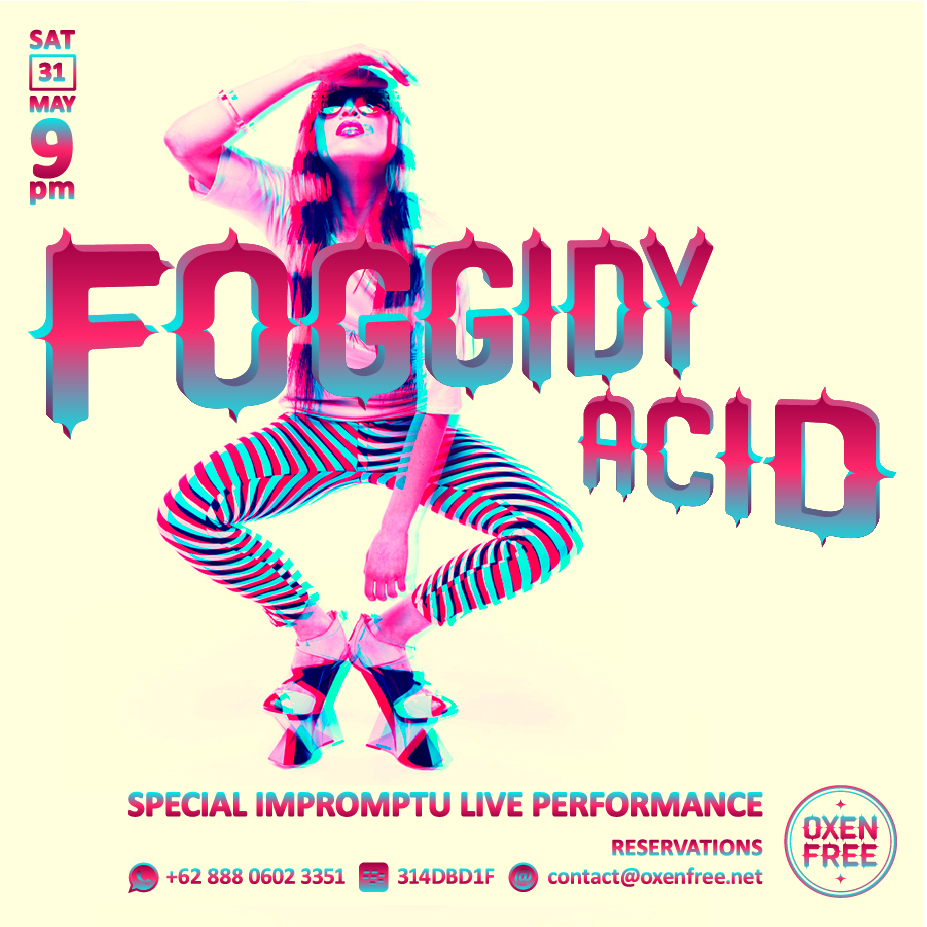 SAT
31
MAY
9
pm
FOGGIDY
ACID
SPECIAL IMPROMPTU LIVE PERFORMANCE
RESERVATIONS
+62 888 0602 3351 314DBD1F @ contact@oxenfree.net
OXEN
FREE